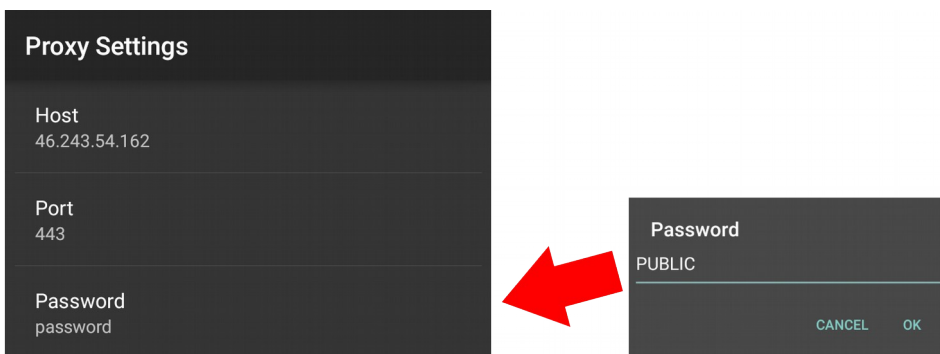 Proxy Settings
Host
46.243.54.162
Port
443
Password
password
Password
PUBLIC
CANCEL OK